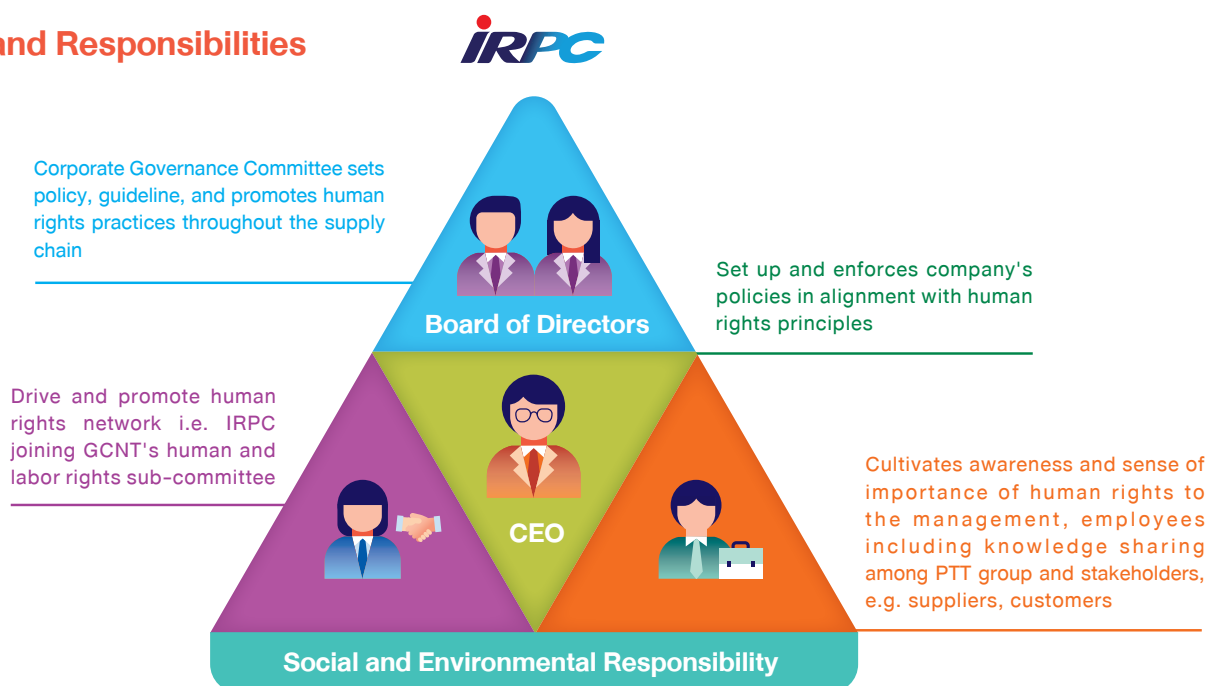 and Responsibilities
iRPC
Corporate Governance Committee sets
policy, guideline, and promotes human
rights practices throughout the supply
chain
Board of Directors
Set up and enforces company's
policies in alignment with human
rights principles
Drive and promote human
rights network i.e. IRPC
joining GCNT's human and
labor rights sub-committee
CEO
Cultivates awareness and sense of
importance of human rights to
the management, employees
including knowledge sharing
among PTT group and stakeholders,
e.g. suppliers, customers
Social and Environmental Responsibility